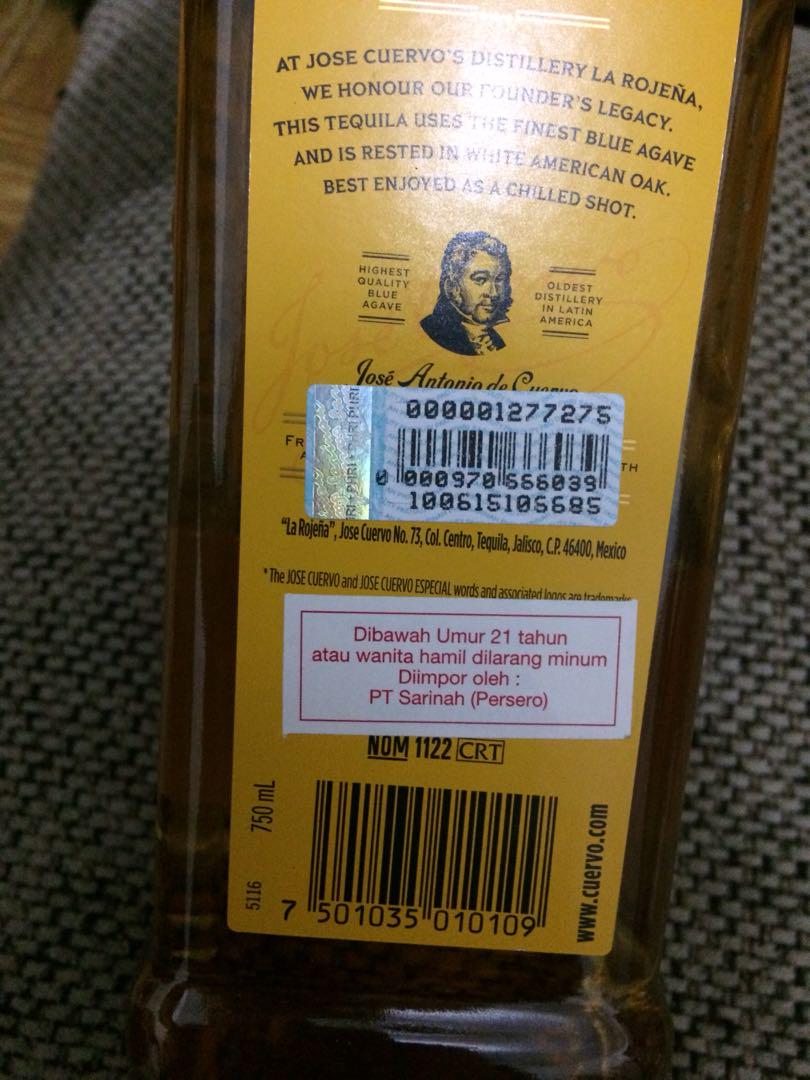 AT JOSE CUERVO'S DISTILLERY LA ROJEÑA,
WE HONOUR OUR FOUNDER'S LEGACY.
THIS TEQUILA USES THE FINEST BLUE AGAVE
AND IS RESTED IN WHITE AMERICAN OAK.
BEST ENJOYED AS A CHILLED SHOT.
HIGHEST
QUALITY
BLUE
AGAVE
OLDEST
DISTILLERY
IN LATIN
AMERICA
José Antonio de Cuervo
000001277275
0 000970 666039
100615106685
FR
TH
"La Rojeña", Jose Cuervo No. 73, Col. Centro, Tequila, Jalisco, C.P. 46400, Mexico
* The JOSE CUERVO and JOSE CUERVO ESPECIAL words and associated logos are trademarks
Dibawah Umur 21 tahun
atau wanita hamil dilarang minum
Diimpor oleh :
PT Sarinah (Persero)
NOM 1122 CRT
750 mL
5116
7 501035 010109
www.cuervo.com